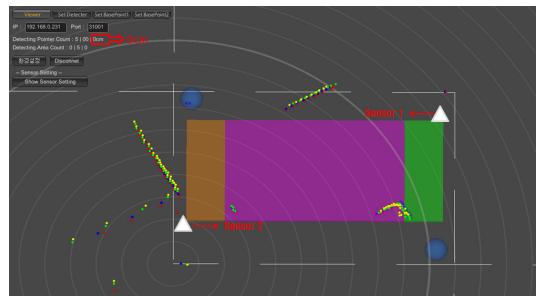 Viewer Set Detecter Set BasePoint1 Set BasePoint2
IP : 192.168.0.231 Port : 31001
Detecting Pointer Count : 5 | 00 | 0cm
Detecting Area Count : 0 | 5 | 0
환경설정 Disconnet
-- Sensor Setting --
Show Sensor Setting
Sensor 1
Sensor 2